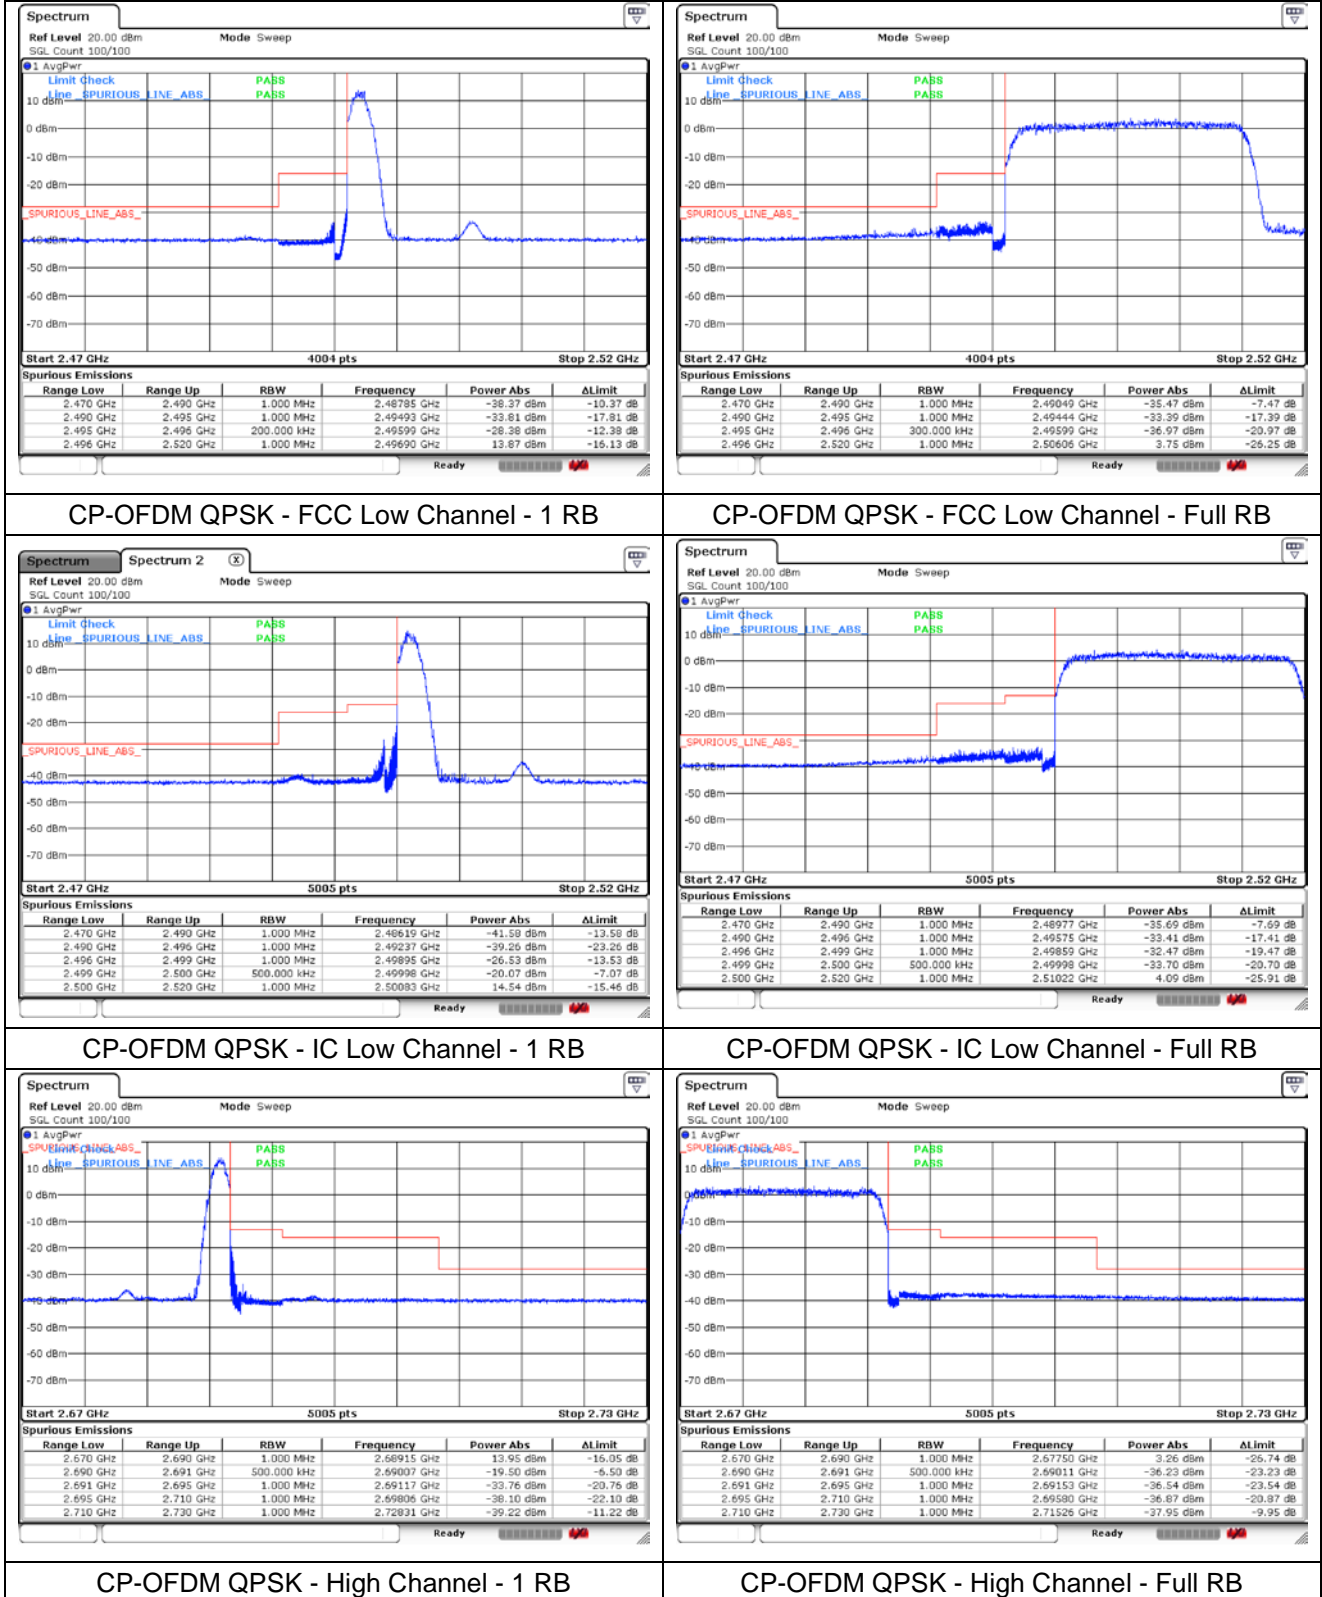 Spectrum
Ref Level 20.00 dBm Mode Sweep
SGL Count 100/100
1 AvgPwr
Limit Check PASS
Line _SPURIOUS_LINE_ABS_ PASS
10 dBm
0 dBm
-10 dBm
-20 dBm
_SPURIOUS_LINE_ABS_
-40 dBm
-50 dBm
-60 dBm
-70 dBm
Start 2.47 GHz 4004 pts Stop 2.52 GHz
Spurious Emissions
Range Low Range Up RBW Frequency Power Abs ΔLimit
2.470 GHz 2.490 GHz 1.000 MHz 2.48785 GHz -38.37 dBm -10.37 dB
2.490 GHz 2.495 GHz 1.000 MHz 2.49493 GHz -33.81 dBm -17.81 dB
2.495 GHz 2.496 GHz 200.000 kHz 2.49599 GHz -28.38 dBm -12.38 dB
2.496 GHz 2.520 GHz 1.000 MHz 2.49690 GHz 13.87 dBm -16.13 dB
Ready
CP-OFDM QPSK - FCC Low Channel - 1 RB
Spectrum
Ref Level 20.00 dBm Mode Sweep
SGL Count 100/100
1 AvgPwr
Limit Check PASS
Line _SPURIOUS_LINE_ABS_ PASS
10 dBm
0 dBm
-10 dBm
-20 dBm
_SPURIOUS_LINE_ABS_
-40 dBm
-50 dBm
-60 dBm
-70 dBm
Start 2.47 GHz 4004 pts Stop 2.52 GHz
Spurious Emissions
Range Low Range Up RBW Frequency Power Abs ΔLimit
2.470 GHz 2.490 GHz 1.000 MHz 2.49049 GHz -35.47 dBm -7.47 dB
2.490 GHz 2.495 GHz 1.000 MHz 2.49444 GHz -33.39 dBm -17.39 dB
2.495 GHz 2.496 GHz 300.000 kHz 2.49599 GHz -36.97 dBm -20.97 dB
2.496 GHz 2.520 GHz 1.000 MHz 2.50606 GHz 3.75 dBm -26.25 dB
Ready
CP-OFDM QPSK - FCC Low Channel - Full RB
Spectrum Spectrum 2 X
Ref Level 20.00 dBm Mode Sweep
SGL Count 100/100
1 AvgPwr
Limit Check PASS
Line _SPURIOUS_LINE_ABS_ PASS
10 dBm
0 dBm
-10 dBm
-20 dBm
_SPURIOUS_LINE_ABS_
-40 dBm
-50 dBm
-60 dBm
-70 dBm
Start 2.47 GHz 5005 pts Stop 2.52 GHz
Spurious Emissions
Range Low Range Up RBW Frequency Power Abs ΔLimit
2.470 GHz 2.490 GHz 1.000 MHz 2.48619 GHz -41.58 dBm -13.58 dB
2.490 GHz 2.496 GHz 1.000 MHz 2.49237 GHz -39.26 dBm -23.26 dB
2.496 GHz 2.499 GHz 1.000 MHz 2.49895 GHz -26.53 dBm -13.53 dB
2.499 GHz 2.500 GHz 500.000 kHz 2.49998 GHz -20.07 dBm -7.07 dB
2.500 GHz 2.520 GHz 1.000 MHz 2.50083 GHz 14.54 dBm -15.46 dB
Ready
CP-OFDM QPSK - IC Low Channel - 1 RB
Spectrum
Ref Level 20.00 dBm Mode Sweep
SGL Count 100/100
1 AvgPwr
Limit Check PASS
Line _SPURIOUS_LINE_ABS_ PASS
10 dBm
0 dBm
-10 dBm
-20 dBm
_SPURIOUS_LINE_ABS_
-40 dBm
-50 dBm
-60 dBm
-70 dBm
Start 2.47 GHz 5005 pts Stop 2.52 GHz
Spurious Emissions
Range Low Range Up RBW Frequency Power Abs ΔLimit
2.470 GHz 2.490 GHz 1.000 MHz 2.48977 GHz -35.69 dBm -7.69 dB
2.490 GHz 2.496 GHz 1.000 MHz 2.49575 GHz -33.41 dBm -17.41 dB
2.496 GHz 2.499 GHz 1.000 MHz 2.49859 GHz -32.47 dBm -19.47 dB
2.499 GHz 2.500 GHz 500.000 kHz 2.49998 GHz -33.70 dBm -20.70 dB
2.500 GHz 2.520 GHz 1.000 MHz 2.51022 GHz 4.09 dBm -25.91 dB
Ready
CP-OFDM QPSK - IC Low Channel - Full RB
Spectrum
Ref Level 20.00 dBm Mode Sweep
SGL Count 100/100
1 AvgPwr
_SPURIOUS_LINE_ABS_
Limit Check PASS
Line _SPURIOUS_LINE_ABS_ PASS
10 dBm
0 dBm
-10 dBm
-20 dBm
-30 dBm
-40 dBm
-50 dBm
-60 dBm
-70 dBm
Start 2.67 GHz 5005 pts Stop 2.73 GHz
Spurious Emissions
Range Low Range Up RBW Frequency Power Abs ΔLimit
2.670 GHz 2.690 GHz 1.000 MHz 2.68915 GHz 13.95 dBm -16.05 dB
2.690 GHz 2.691 GHz 500.000 kHz 2.69007 GHz -19.50 dBm -6.50 dB
2.691 GHz 2.695 GHz 1.000 MHz 2.69117 GHz -33.76 dBm -20.76 dB
2.695 GHz 2.710 GHz 1.000 MHz 2.69806 GHz -38.10 dBm -22.10 dB
2.710 GHz 2.730 GHz 1.000 MHz 2.72831 GHz -39.22 dBm -11.22 dB
Ready
CP-OFDM QPSK - High Channel - 1 RB
Spectrum
Ref Level 20.00 dBm Mode Sweep
SGL Count 100/100
1 AvgPwr
_SPURIOUS_LINE_ABS_
Limit Check PASS
Line _SPURIOUS_LINE_ABS_ PASS
10 dBm
0 dBm
-10 dBm
-20 dBm
-30 dBm
-40 dBm
-50 dBm
-60 dBm
-70 dBm
Start 2.67 GHz 5005 pts Stop 2.73 GHz
Spurious Emissions
Range Low Range Up RBW Frequency Power Abs ΔLimit
2.670 GHz 2.690 GHz 1.000 MHz 2.67750 GHz 3.26 dBm -26.74 dB
2.690 GHz 2.691 GHz 500.000 kHz 2.69011 GHz -36.23 dBm -23.23 dB
2.691 GHz 2.695 GHz 1.000 MHz 2.69153 GHz -36.54 dBm -23.54 dB
2.695 GHz 2.710 GHz 1.000 MHz 2.69580 GHz -36.87 dBm -20.87 dB
2.710 GHz 2.730 GHz 1.000 MHz 2.71526 GHz -37.95 dBm -9.95 dB
Ready
CP-OFDM QPSK - High Channel - Full RB